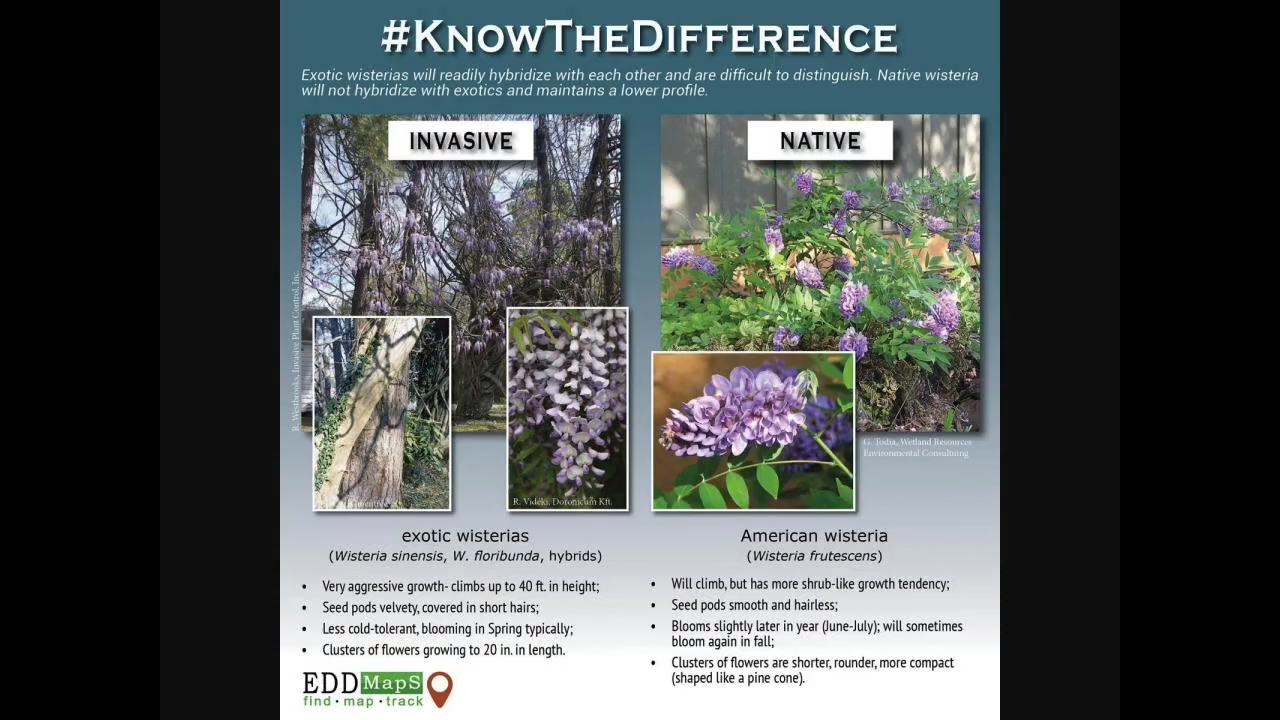 #KNOWTHEDIFFERENCE
Exotic wisterias will readily hybridize with each other and are difficult to distinguish. Native wisteria
will not hybridize with exotics and maintains a lower profile.
INVASIVE
R. Westbrooks, Invasive Plant Control, Inc.
R. Vidéki, Doronicum Kft.
exotic wisterias
(Wisteria sinensis, W. floribunda, hybrids)
• Very aggressive growth- climbs up to 40 ft. in height;
• Seed pods velvety, covered in short hairs;
• Less cold-tolerant, blooming in Spring typically;
• Clusters of flowers growing to 20 in. in length.
NATIVE
G. Todia, Wetland Resources
Environmental Consulting
American wisteria
(Wisteria frutescens)
• Will climb, but has more shrub-like growth tendency;
• Seed pods smooth and hairless;
• Blooms slightly later in year (June-July); will sometimes
bloom again in fall;
• Clusters of flowers are shorter, rounder, more compact
(shaped like a pine cone).
EDDMapS
find • map • track